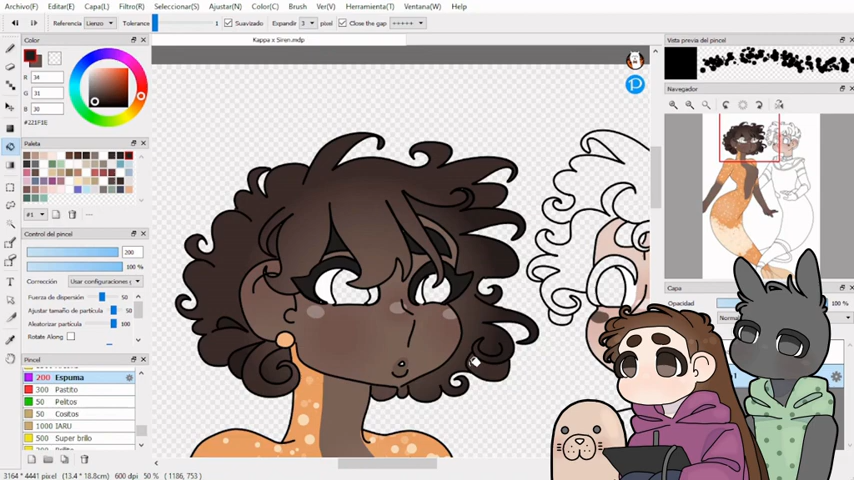 Archivo(F) Editar(E) Capa(L) Filtro(R) Seleccionar(S) Ajustar(N) Color(C) Brush Ver(V) Herramienta(T) Ventana(W) Help
Referencia Lienzo Tolerance 1 Suavizado Expandir 3 pixel Close the gap +++++
Color
Kappa x Siren.mdp
Vista previa del pincel
R 34
G 31
B 30
#221F1E
Navegador
Paleta
#1
Control del pincel
200
100 %
Corrección Usar configuraciones g
Fuerza de dispersión 50
Ajustar tamaño de partícula 50
Aleatorizar partícula 100
Rotate Random
Capa
Opacidad 100 %
Pincel
200 Espuma
300 Pastito
50 Pelitos
50 Cositos
1000 IARU
500 Super brillo
3164 * 4441 pixel (13.4 * 18.8cm) 600 dpi 50 % ( 1186, 753 )